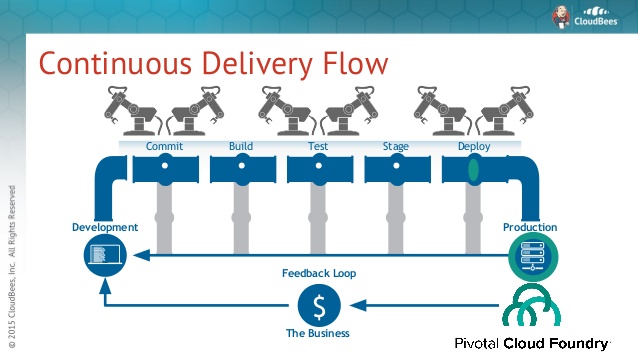 CloudBees
Continuous Delivery Flow
Commit
Build
Test
Stage
Deploy
Development
Production
Feedback Loop
$
The Business
Pivotal Cloud Foundry
© 2015 CloudBees, Inc. All Rights Reserved